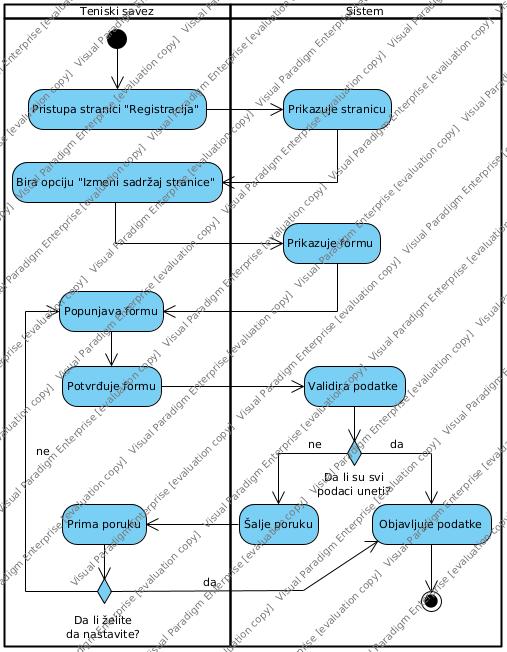 Teniski savez
Sistem
Pristupa stranici "Registracija"
Prikazuje stranicu
Bira opciju "Izmeni sadržaj stranice"
Prikazuje formu
Popunjava formu
Potvrđuje formu
Validira podatke
ne
ne
da
Da li su svi
podaci uneti?
Prima poruku
Šalje poruku
Objavljuje podatke
da
Da li želite
da nastavite?
Visual Paradigm Enterprise [evaluation copy]